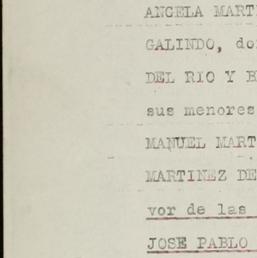 ANGELA MART
GALINDO, do
DEL RIO Y B
sus menores
MANUEL MART
MARTINEZ DE
vor de las
JOSE PABLO